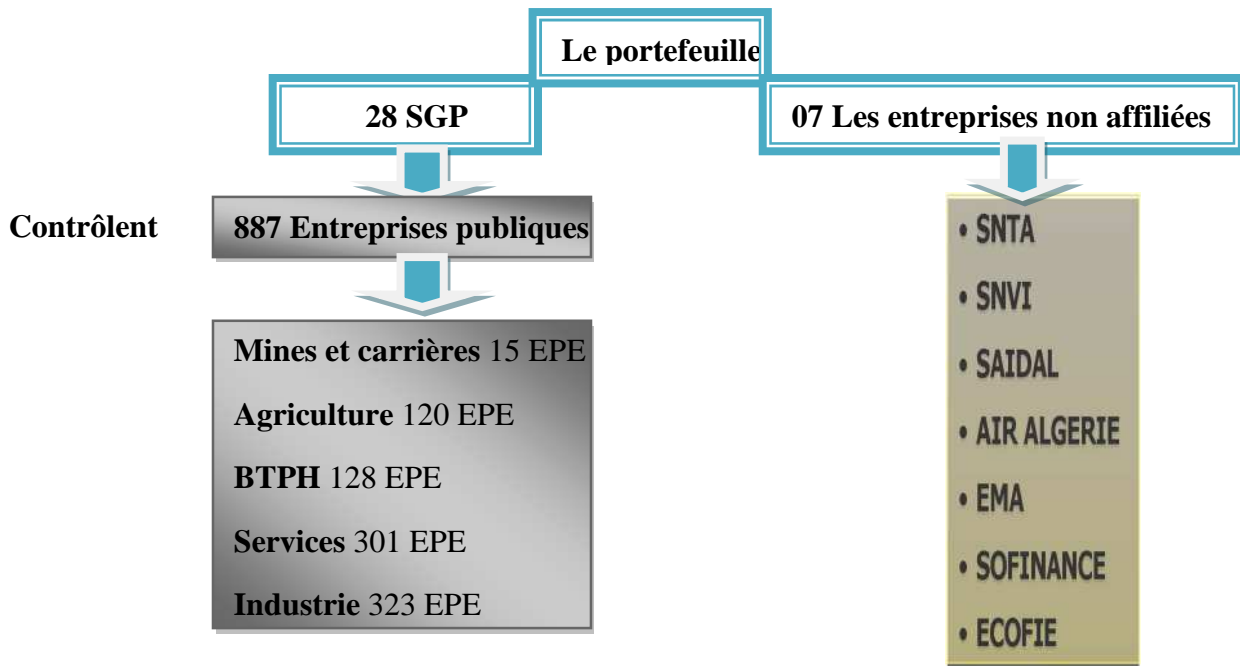 Le portefeuille
28 SGP
07 Les entreprises non affiliées
Contrôlent
887 Entreprises publiques
Mines et carrières 15 EPE
Agriculture 120 EPE
BTPH 128 EPE
Services 301 EPE
Industrie 323 EPE
• SNTA
• SNVI
• SAIDAL
• AIR ALGERIE
• EMA
• SOFINANCE
• ECOFIE